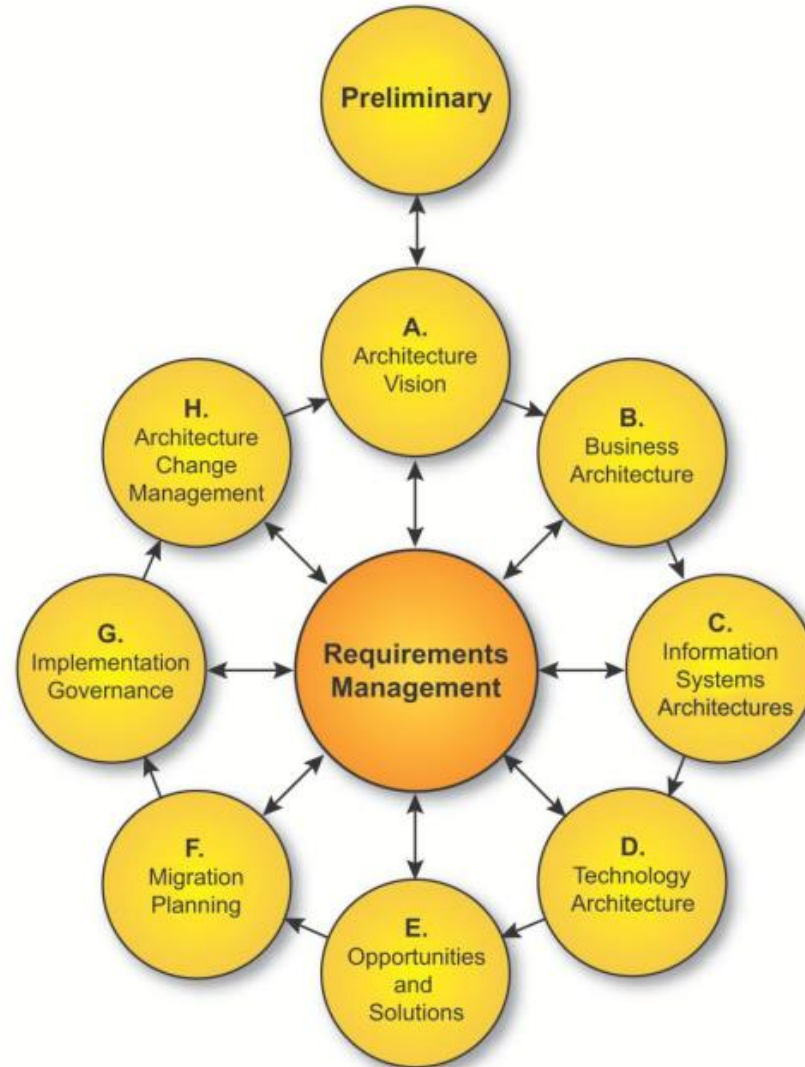 Preliminary
A.
Architecture
Vision
B.
Business
Architecture
C.
Information
Systems
Architectures
D.
Technology
Architecture
E.
Opportunities
and
Solutions
F.
Migration
Planning
G.
Implementation
Governance
H.
Architecture
Change
Management
Requirements
Management